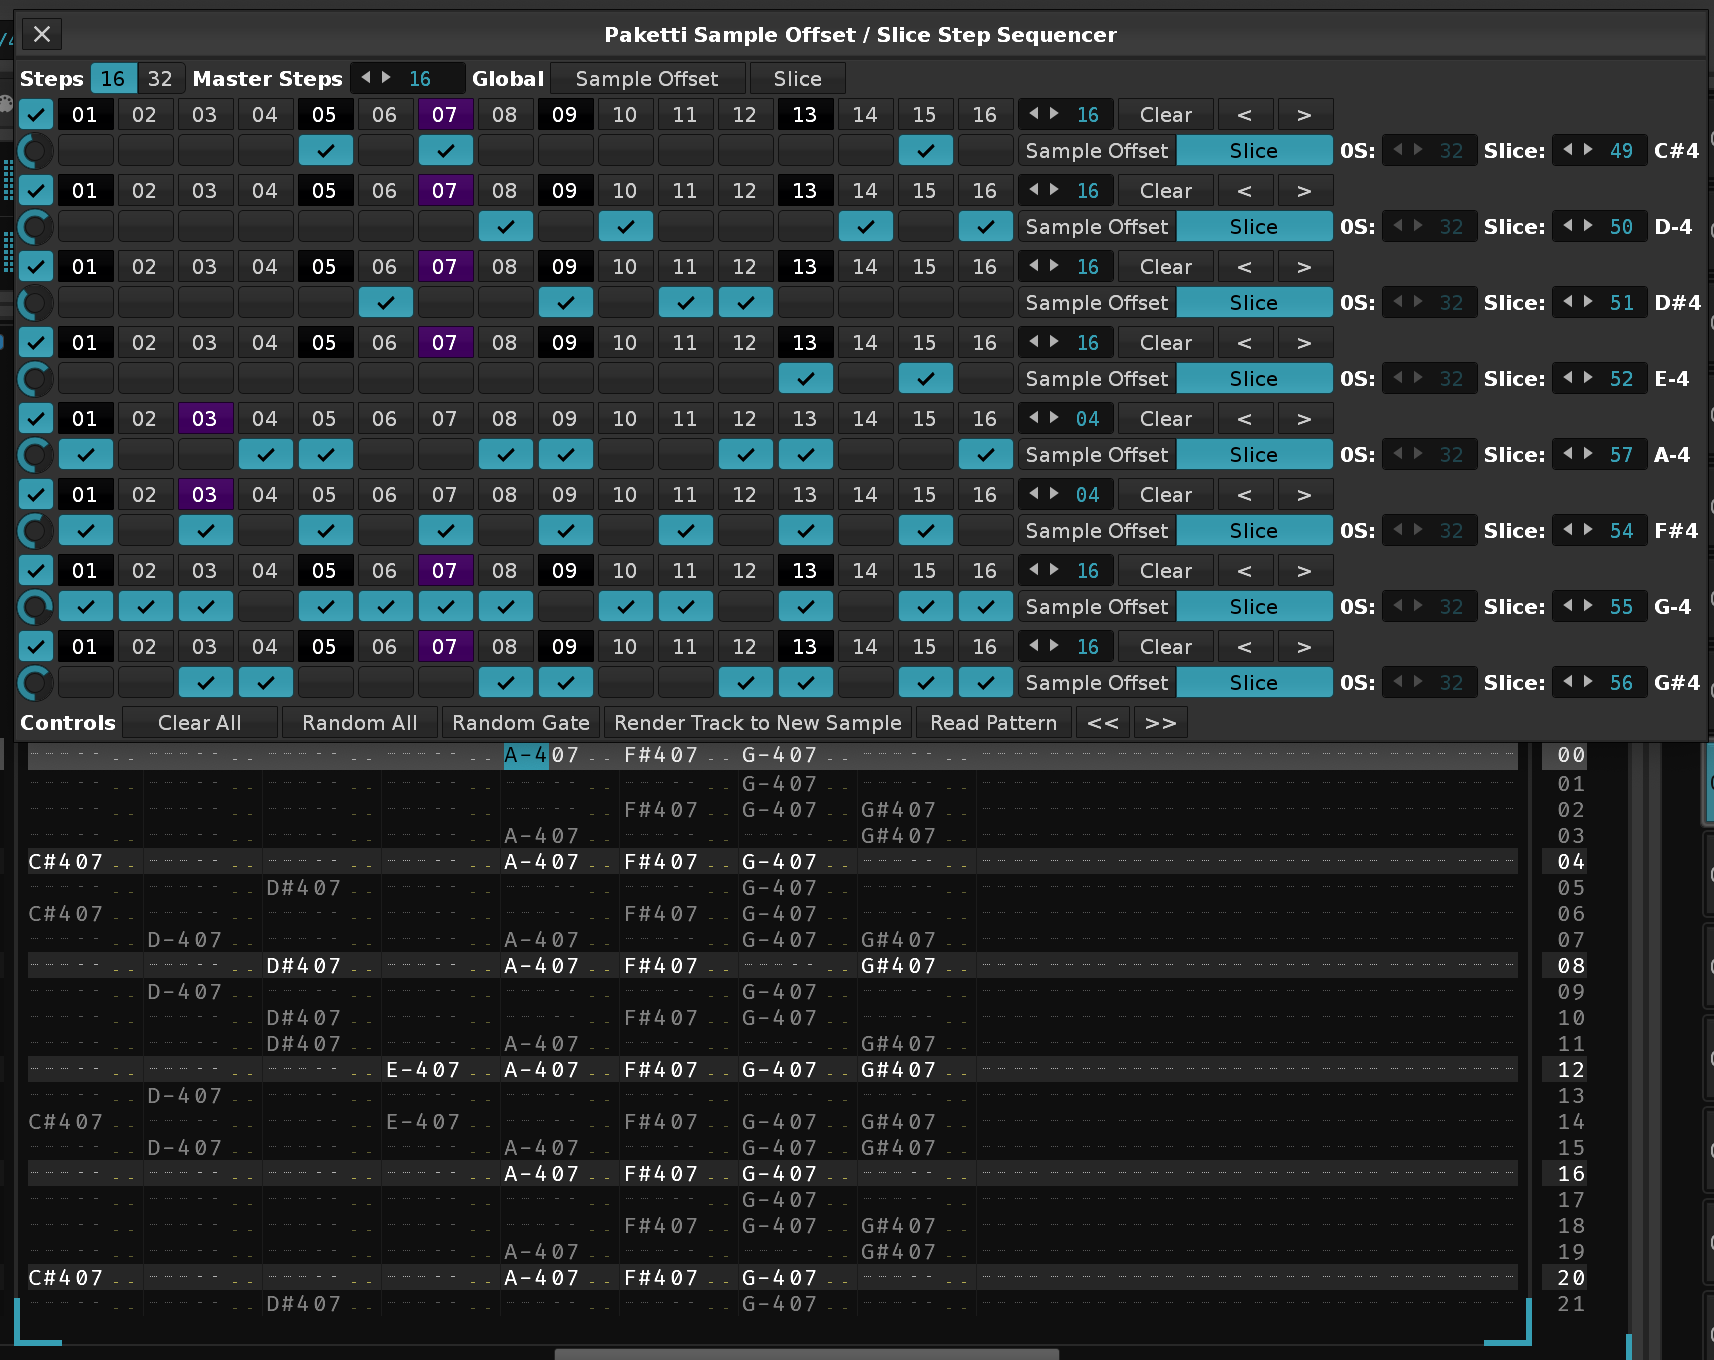 Paketti Sample Offset / Slice Step Sequencer
Steps 16 32 Master Steps 16 Global Sample Offset Slice
01 02 03 04 05 06 07 08 09 10 11 12 13 14 15 16 16 Clear < >
Sample Offset Slice 0S: 32 Slice: 49 C#4
01 02 03 04 05 06 07 08 09 10 11 12 13 14 15 16 16 Clear < >
Sample Offset Slice 0S: 32 Slice: 50 D-4
01 02 03 04 05 06 07 08 09 10 11 12 13 14 15 16 16 Clear < >
Sample Offset Slice 0S: 32 Slice: 51 D#4
01 02 03 04 05 06 07 08 09 10 11 12 13 14 15 16 16 Clear < >
Sample Offset Slice 0S: 32 Slice: 52 E-4
01 02 03 04 05 06 07 08 09 10 11 12 13 14 15 16 04 Clear < >
Sample Offset Slice 0S: 32 Slice: 57 A-4
01 02 03 04 05 06 07 08 09 10 11 12 13 14 15 16 04 Clear < >
Sample Offset Slice 0S: 32 Slice: 54 F#4
01 02 03 04 05 06 07 08 09 10 11 12 13 14 15 16 16 Clear < >
Sample Offset Slice 0S: 32 Slice: 55 G-4
01 02 03 04 05 06 07 08 09 10 11 12 13 14 15 16 16 Clear < >
Sample Offset Slice 0S: 32 Slice: 56 G#4
Controls Clear All Random All Random Gate Render Track to New Sample Read Pattern << >>
A-407 F#407 G-407 00
G-407 01
F#407 G-407 G#407 02
A-407 G#407 03
C#407 A-407 F#407 G-407 04
D#407 G-407 05
C#407 F#407 G-407 06
D-407 A-407 G-407 G#407 07
D#407 A-407 F#407 G#407 08
D-407 G-407 09
D#407 F#407 G-407 10
D#407 A-407 G#407 11
E-407 A-407 F#407 G-407 G#407 12
D-407 13
C#407 E-407 F#407 G-407 G#407 14
D-407 A-407 G-407 G#407 15
A-407 F#407 G-407 16
G-407 17
F#407 G-407 G#407 18
A-407 G#407 19
C#407 A-407 F#407 G-407 20
D#407 G-407 21